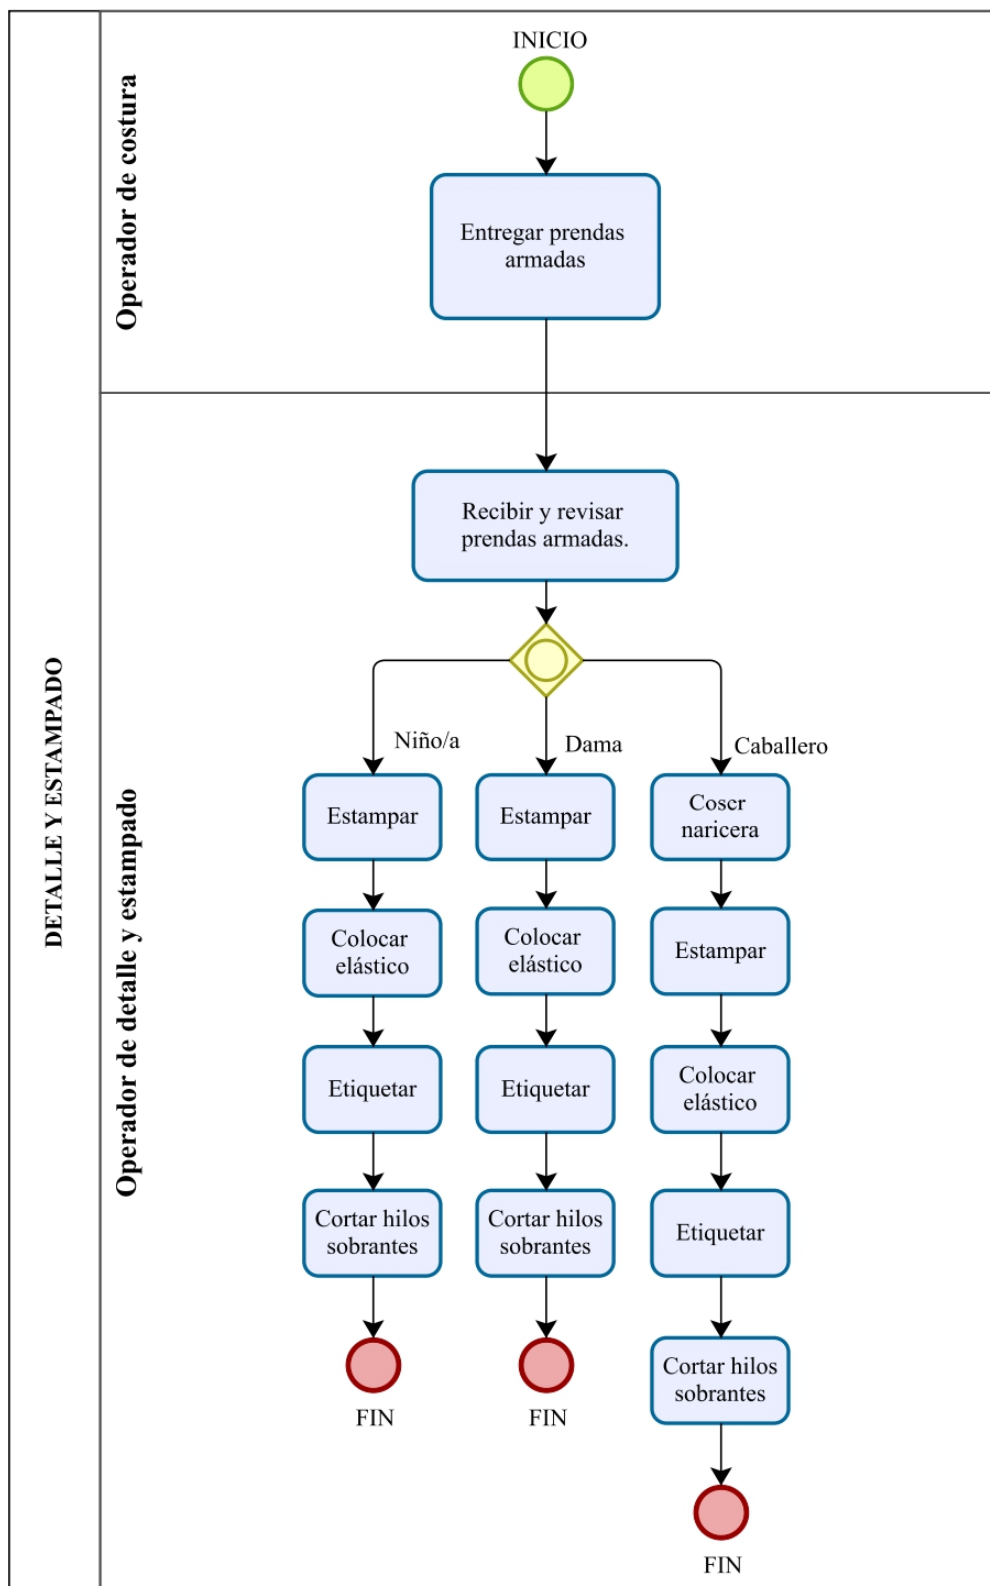 INICIO
Operador de costura
Entregar prendas
armadas
DETALLE Y ESTAMPADO
Operador de detalle y estampado
Recibir y revisar
prendas armadas.
Niño/a
Dama
Caballero
Estampar
Estampar
Coser
naricera
Colocar
elástico
Colocar
elástico
Estampar
Etiquetar
Etiquetar
Colocar
elástico
Cortar hilos
sobrantes
Cortar hilos
sobrantes
Etiquetar
FIN
FIN
Cortar hilos
sobrantes
FIN